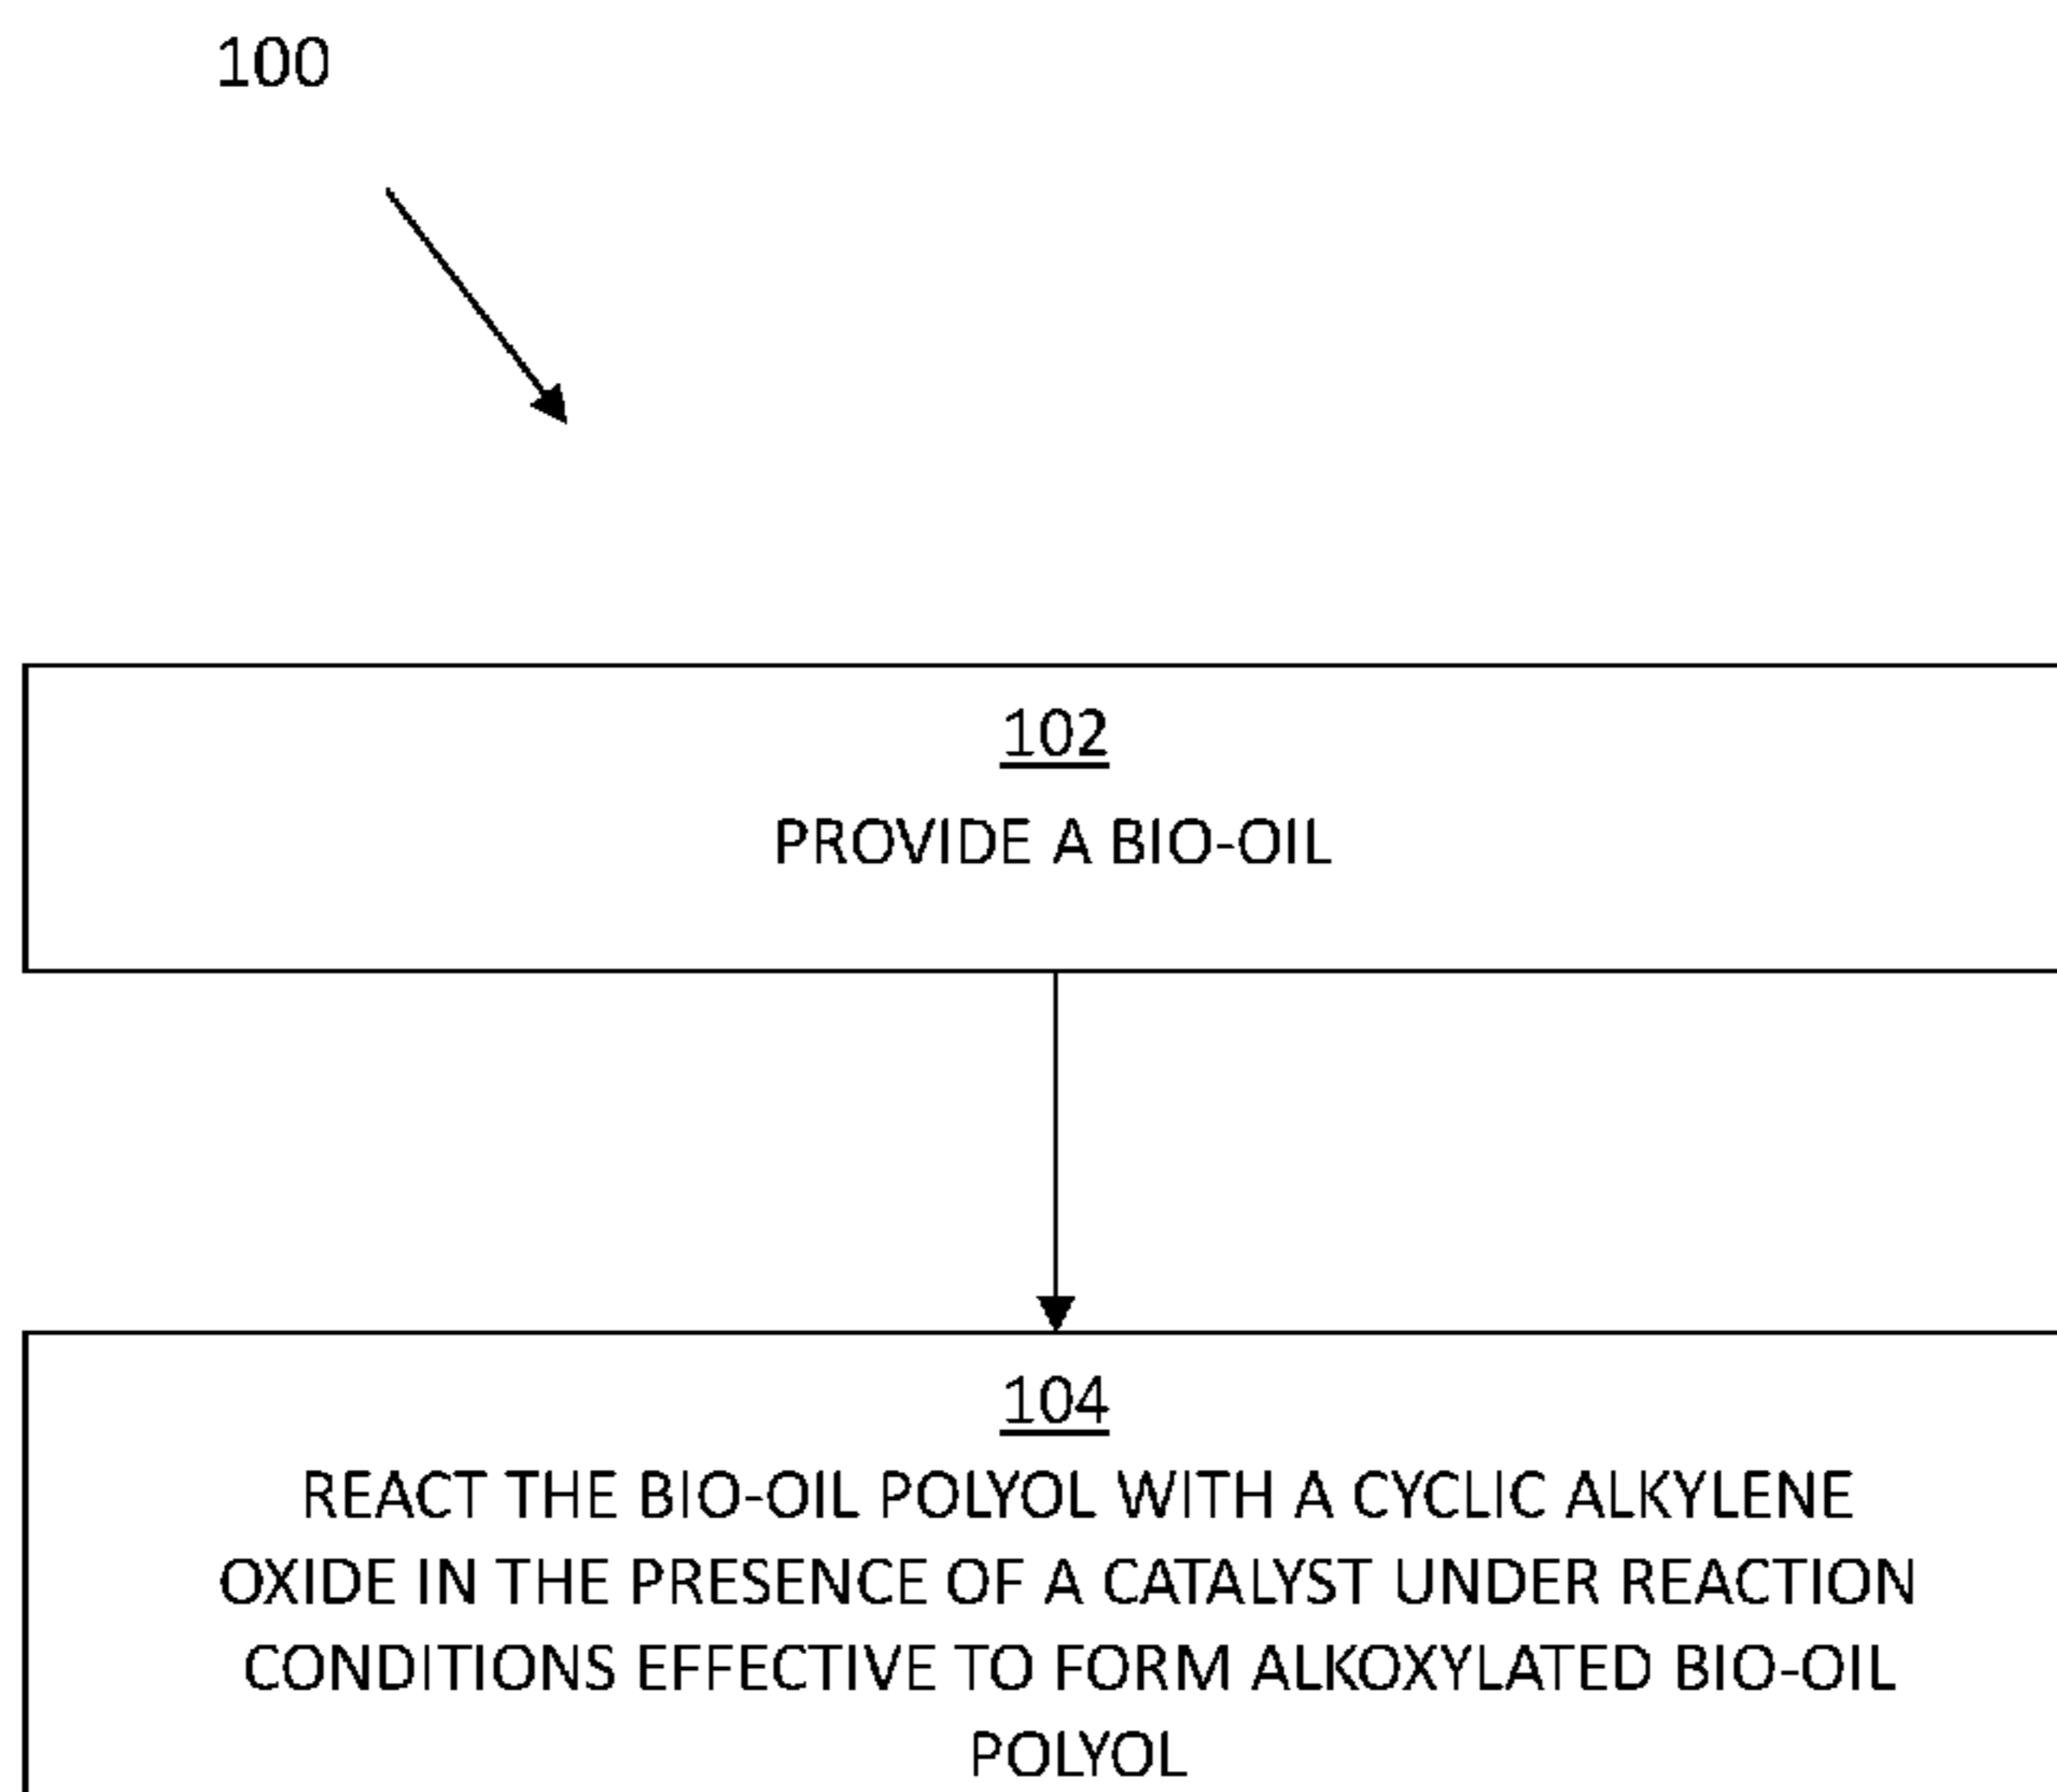 100
102
PROVIDE A BIO-OIL
104
REACT THE BIO-OIL POLYOL WITH A CYCLIC ALKYLENE
OXIDE IN THE PRESENCE OF A CATALYST UNDER REACTION
CONDITIONS EFFECTIVE TO FORM ALKOXYLATED BIO-OIL
POLYOL